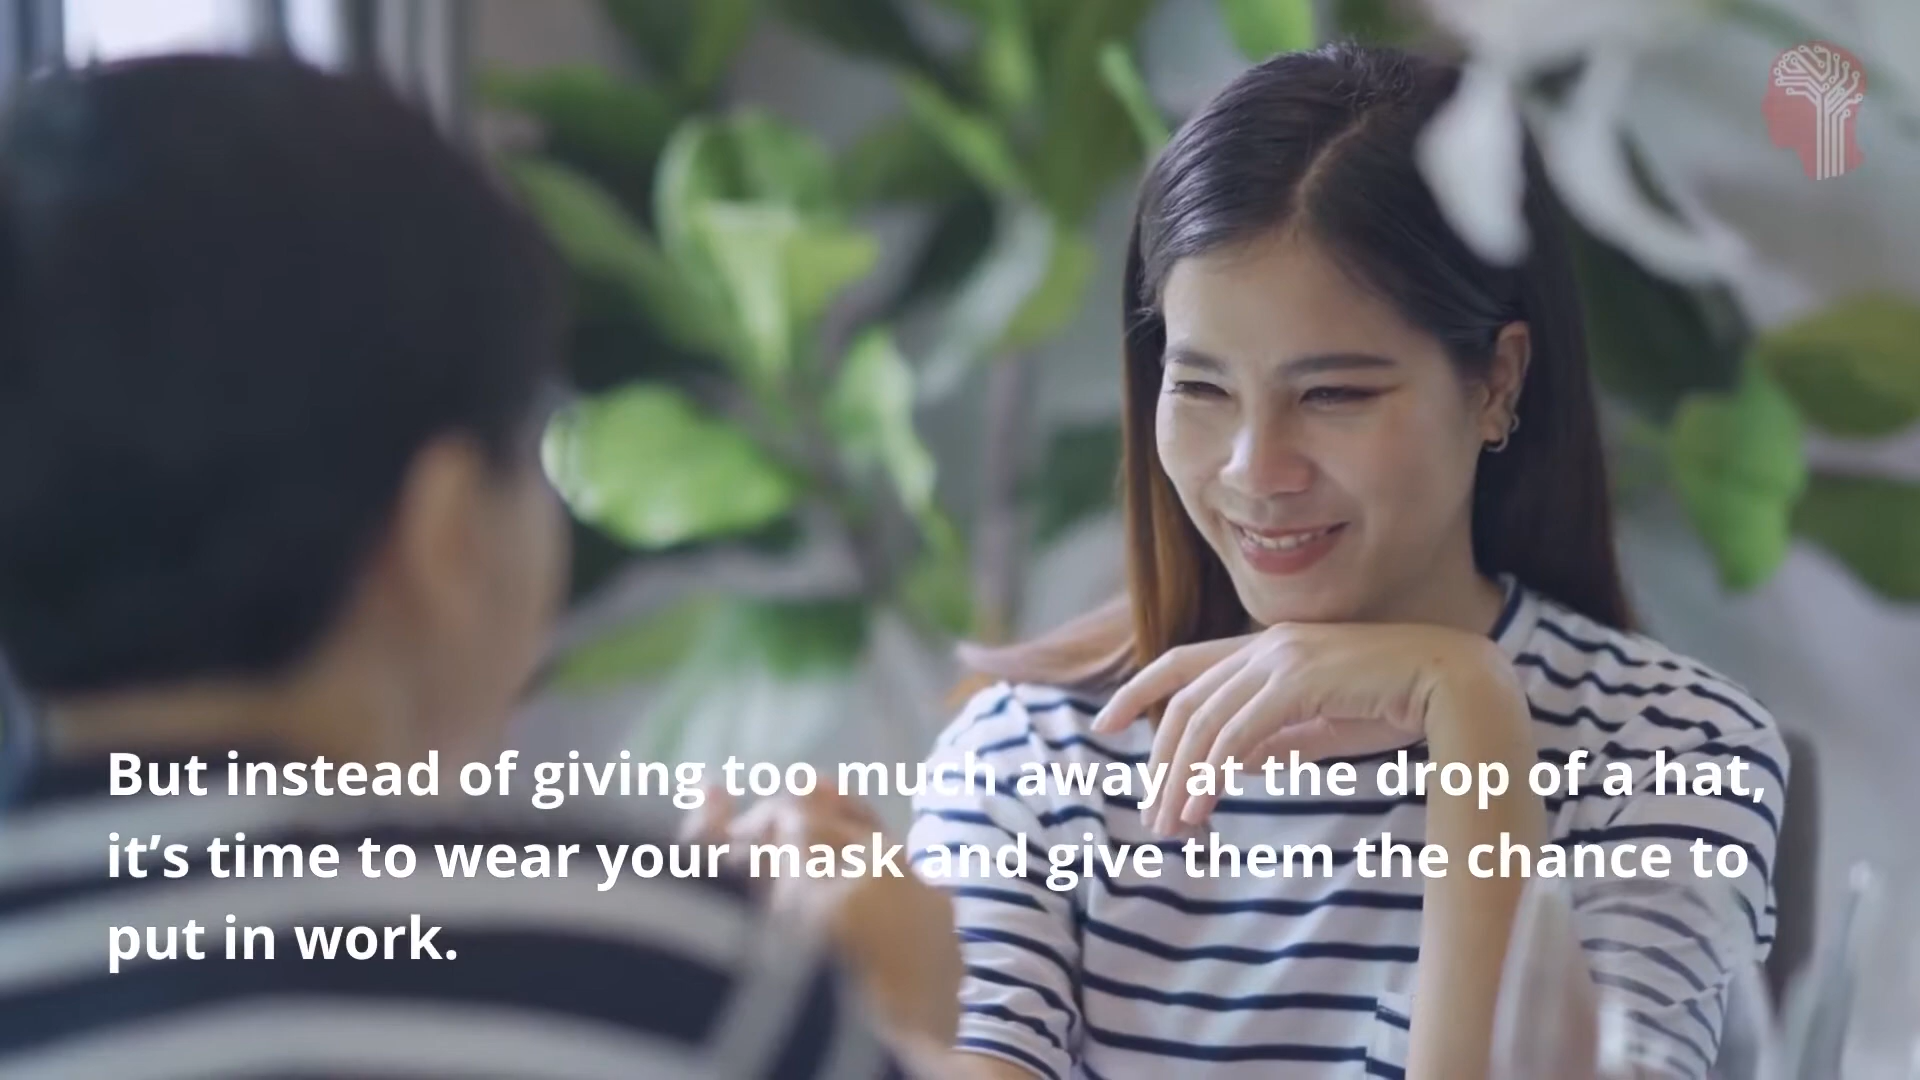 But instead of giving too much away at the drop of a hat,
it’s time to wear your mask and give them the chance to
put in work.